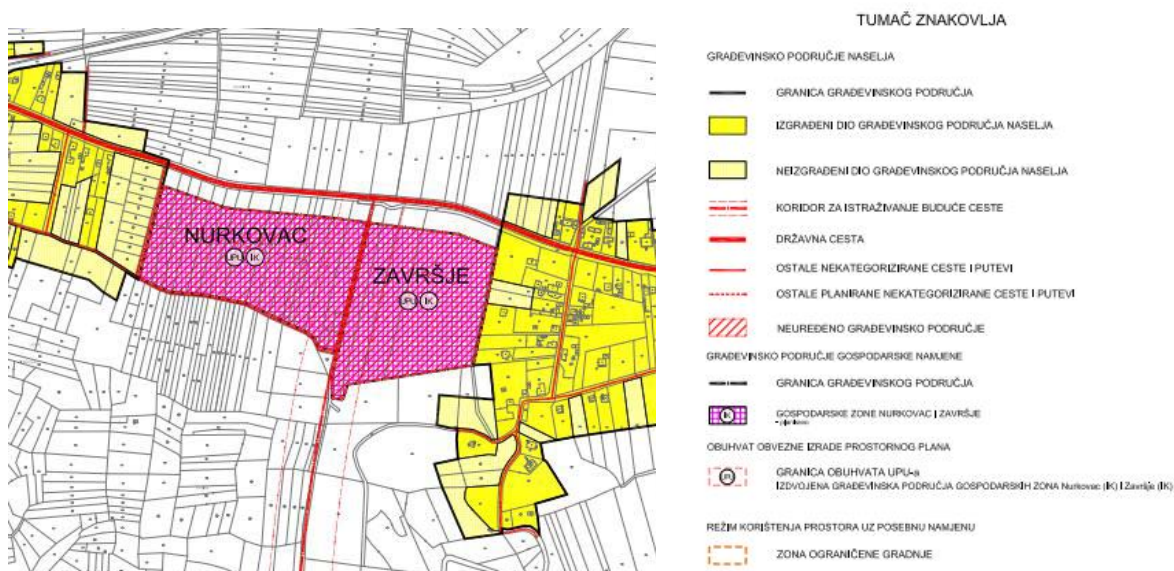 NURKOVAC
UPU IK
ZAVRŠJE
UPU IK
TUMAČ ZNAKOVLJA
GRAĐEVINSKO PODRUČJE NASELJA
GRANICA GRAĐEVINSKOG PODRUČJA
IZGRAĐENI DIO GRAĐEVINSKOG PODRUČJA NASELJA
NEIZGRAĐENI DIO GRAĐEVINSKOG PODRUČJA NASELJA
KORIDOR ZA ISTRAŽIVANJE BUDUĆE CESTE
DRŽAVNA CESTA
OSTALE NEKATEGORIZIRANE CESTE I PUTEVI
OSTALE PLANIRANE NEKATEGORIZIRANE CESTE I PUTEVI
NEUREĐENO GRAĐEVINSKO PODRUČJE
GRAĐEVINSKO PODRUČJE GOSPODARSKE NAMJENE
GRANICA GRAĐEVINSKOG PODRUČJA
IK GOSPODARSKE ZONE NURKOVAC I ZAVRŠJE
- planirano
OBUHVAT OBVEZNE IZRADE PROSTORNOG PLANA
UPU GRANICA OBUHVATA UPU-a
IZDVOJENA GRAĐEVINSKA PODRUČJA GOSPODARSKIH ZONA Nurkovac (IK) I Završje (IK)
REŽIM KORIŠTENJA PROSTORA UZ POSEBNU NAMJENU
ZONA OGRANIČENE GRADNJE